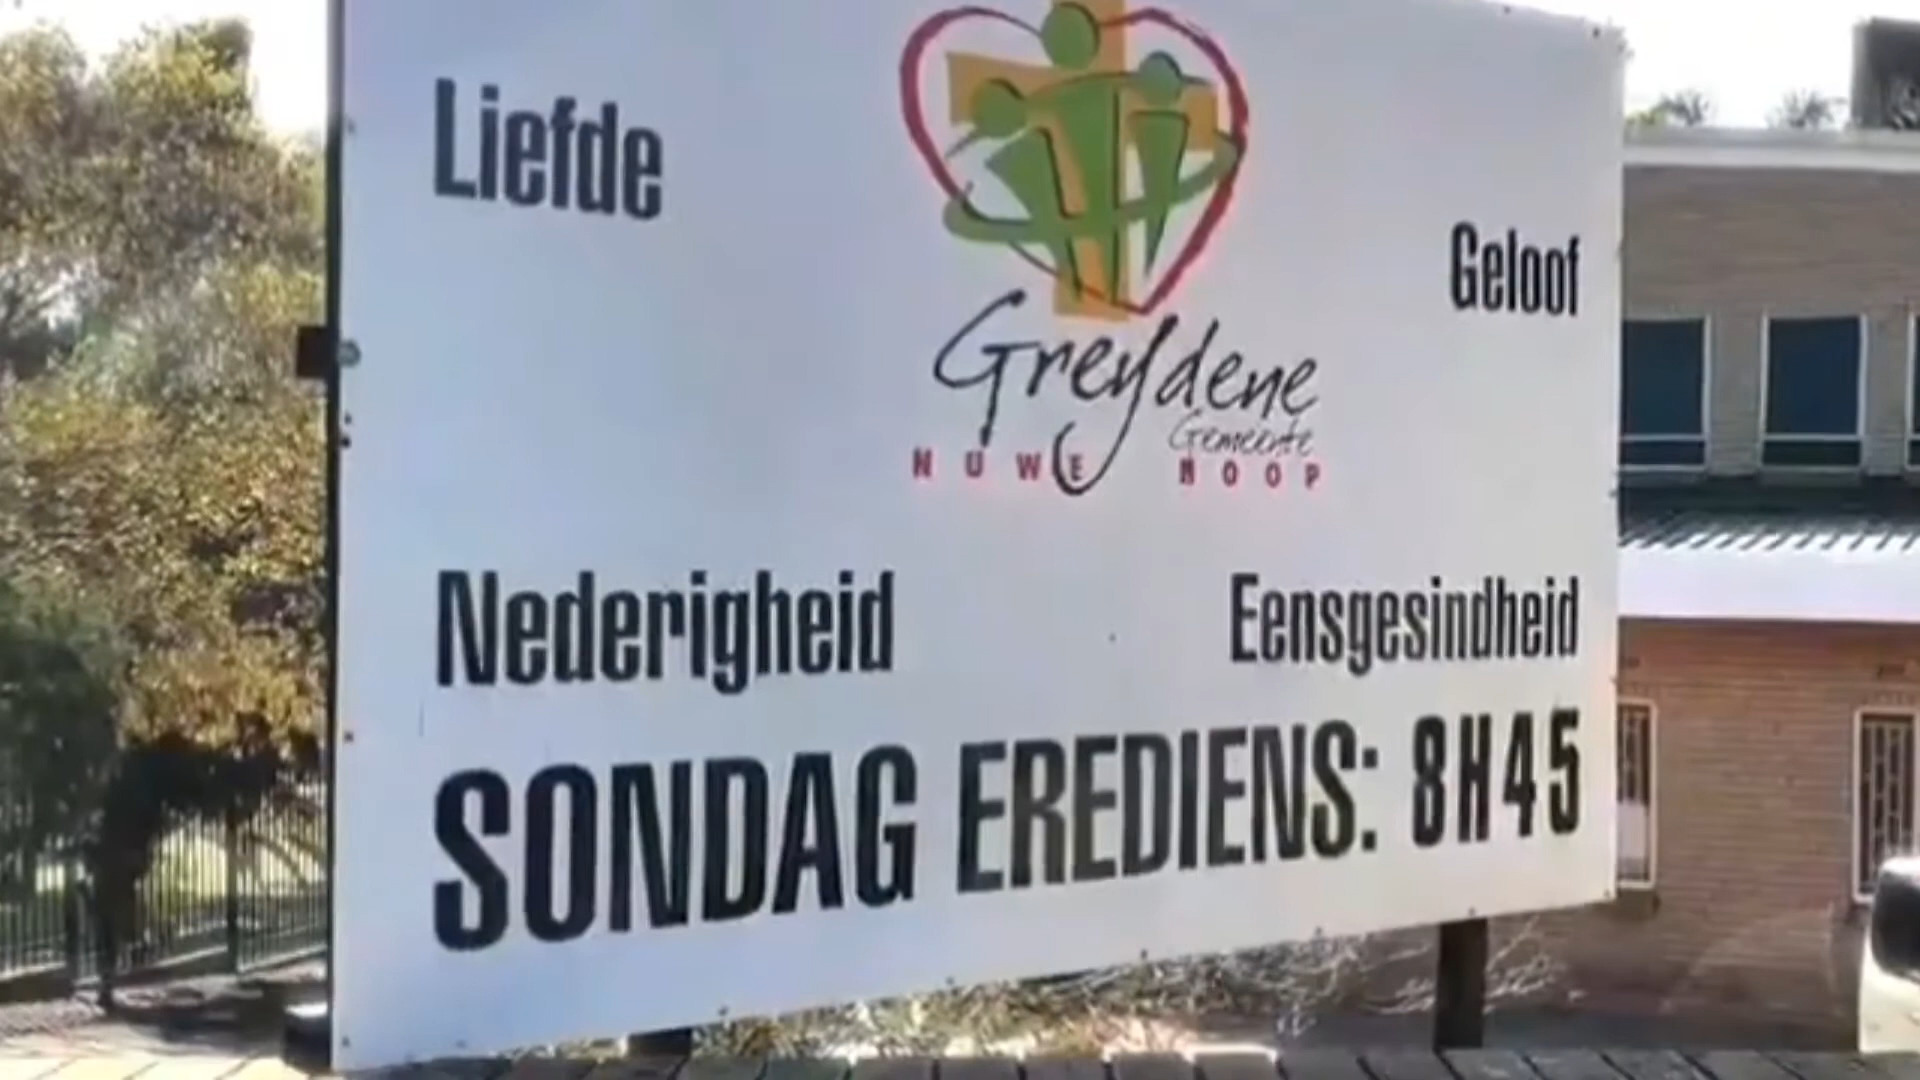 Liefde
Geloof
Greydene
Gemeente
NUWE HOOP
Nederigheid
Eensgesindheid
SONDAG EREDIENS: 8H45